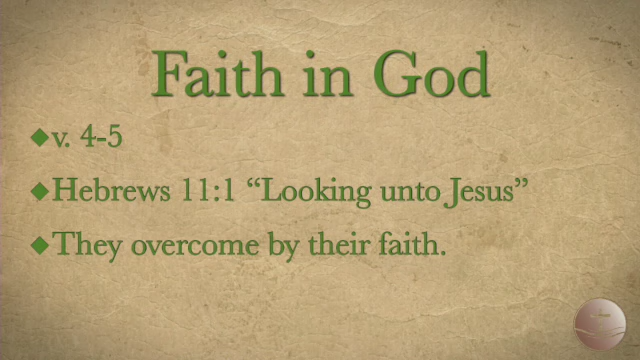 Faith in God
◆v. 4-5
◆Hebrews 11:1 “Looking unto Jesus”
◆They overcome by their faith.